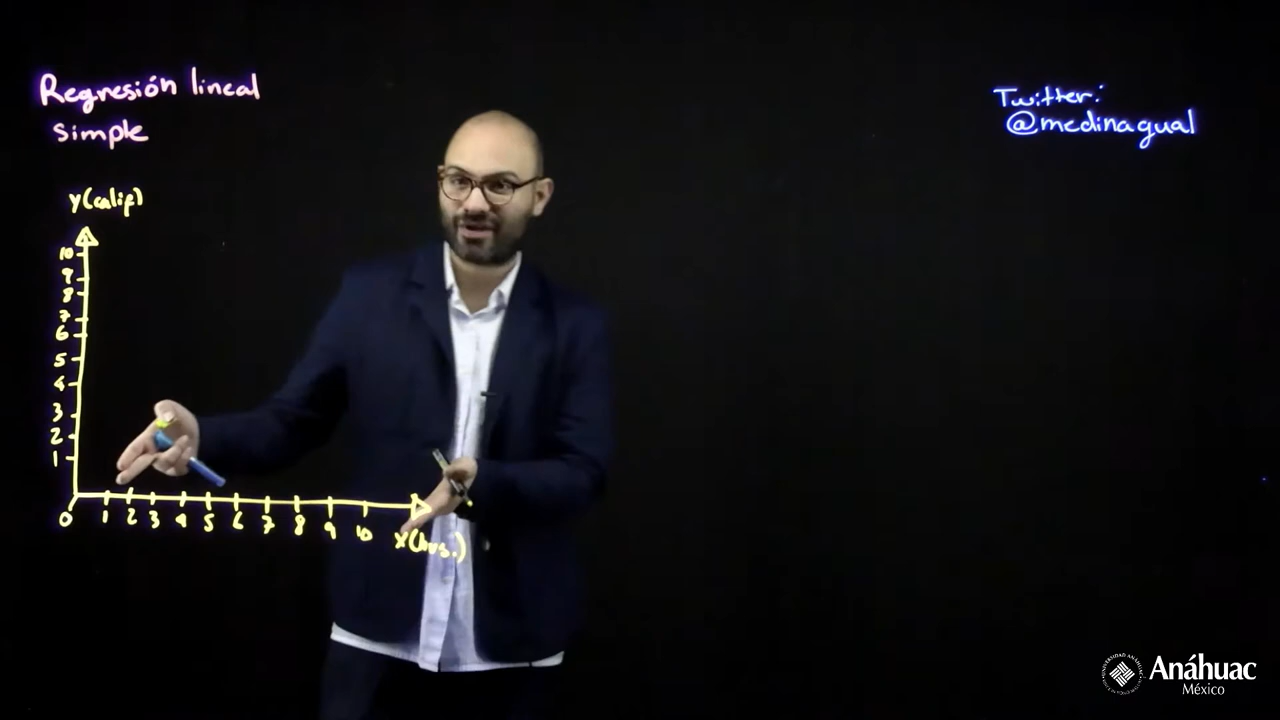 Regresión lineal
simple
Twitter:
@medinagual
y (calif)
10
9
8
7
6
5
4
3
2
1
0 1 2 3 4 5 6 7 8 9 10 x (hrs.)
Anáhuac
México